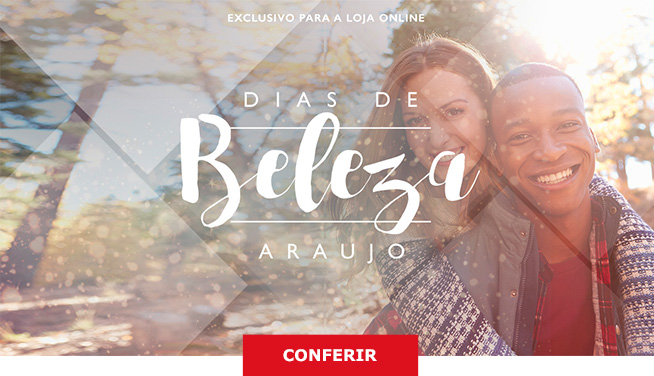 EXCLUSIVO PARA A LOJA ONLINE
DIAS DE
Beleza
ARAUJO
CONFERIR